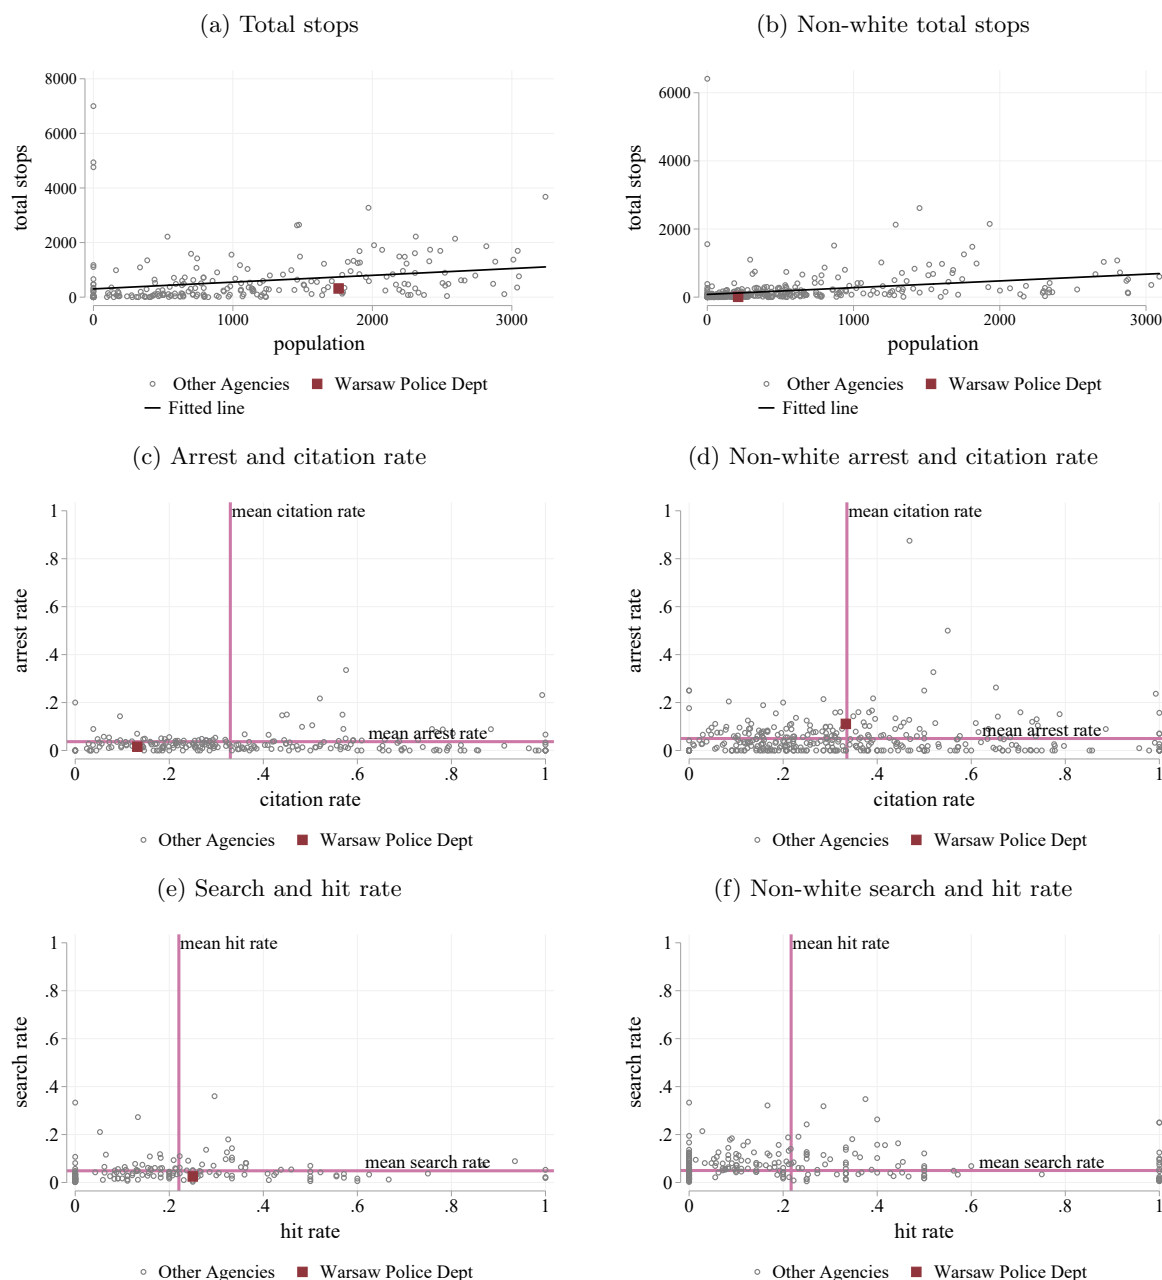 (a) Total stops
(b) Non-white total stops
total stops
8000
6000
4000
2000
0
0 1000 2000 3000
population
Other Agencies Warsaw Police Dept
Fitted line
total stops
6000
4000
2000
0
0 1000 2000 3000
population
Other Agencies Warsaw Police Dept
Fitted line
(c) Arrest and citation rate
(d) Non-white arrest and citation rate
arrest rate
1
.8
.6
.4
.2
0
mean citation rate
mean arrest rate
0 .2 .4 .6 .8 1
citation rate
Other Agencies Warsaw Police Dept
arrest rate
1
.8
.6
.4
.2
0
mean citation rate
mean arrest rate
0 .2 .4 .6 .8 1
citation rate
Other Agencies Warsaw Police Dept
(e) Search and hit rate
(f) Non-white search and hit rate
search rate
1
.8
.6
.4
.2
0
mean hit rate
mean search rate
0 .2 .4 .6 .8 1
hit rate
Other Agencies Warsaw Police Dept
search rate
1
.8
.6
.4
.2
0
mean hit rate
mean search rate
0 .2 .4 .6 .8 1
hit rate
Other Agencies Warsaw Police Dept